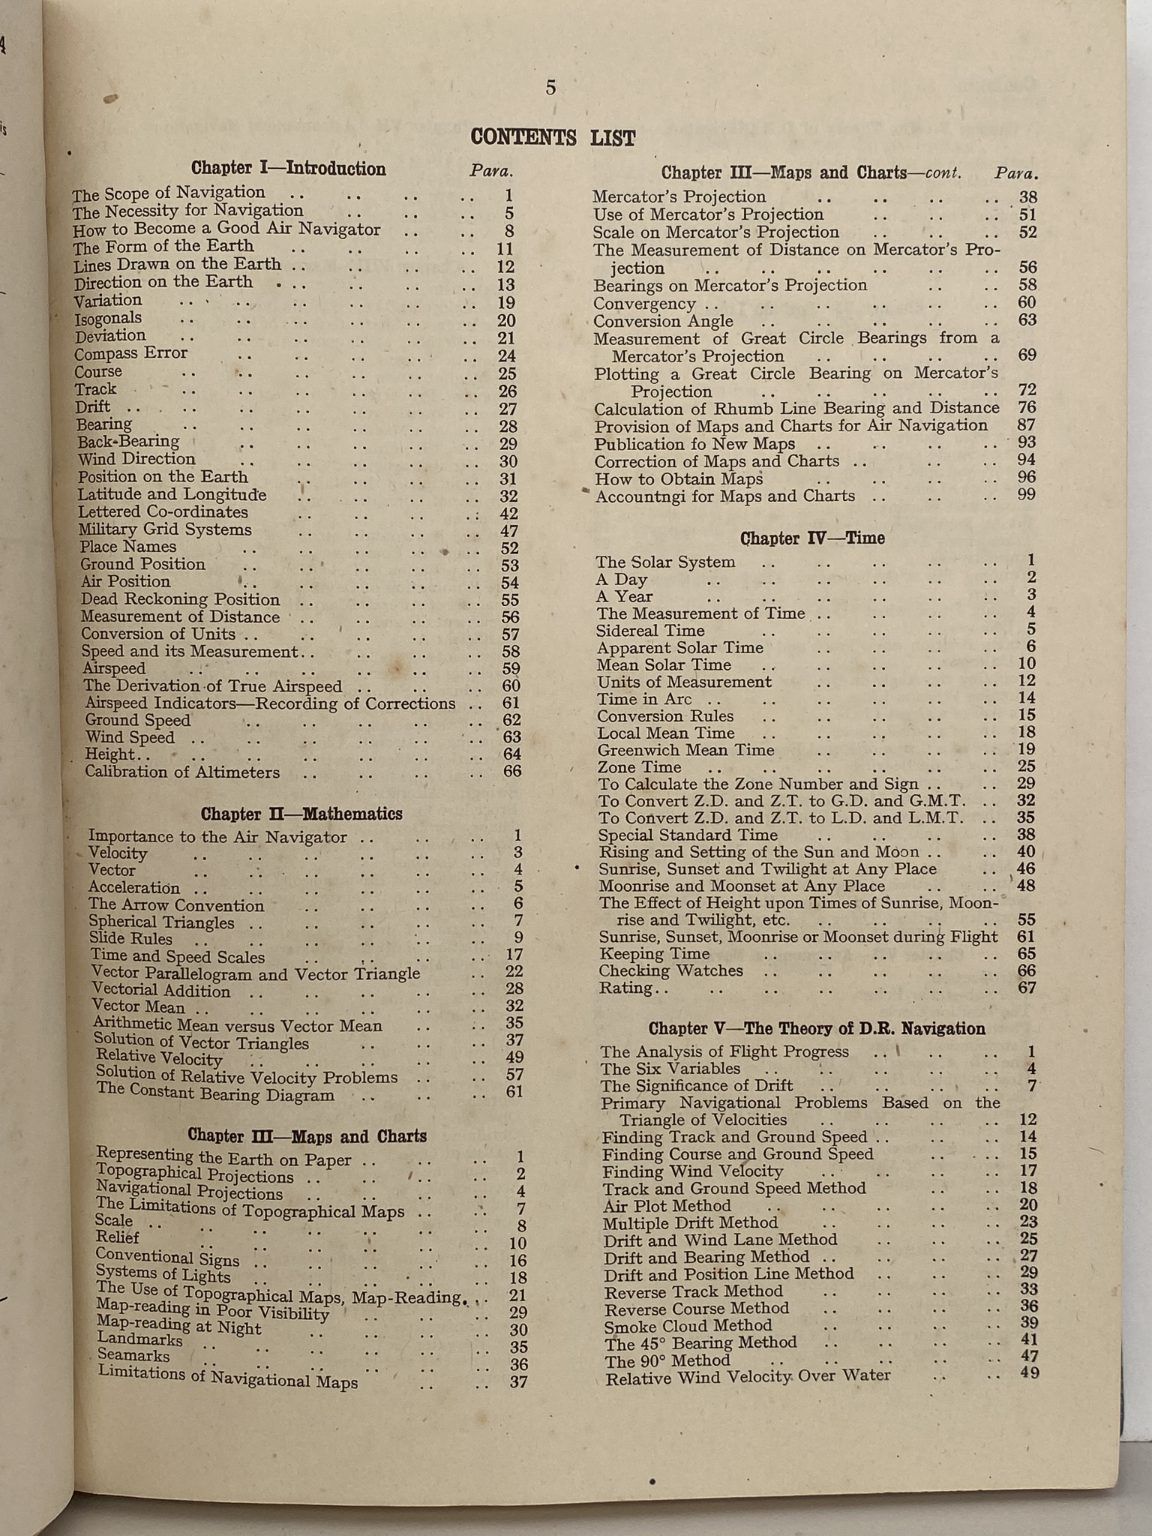 5
CONTENTS LIST
Chapter I—Introduction Para.
The Scope of Navigation .. .. .. .. 1
The Necessity for Navigation .. .. .. 5
How to Become a Good Air Navigator .. .. 8
The Form of the Earth .. .. .. .. 11
Lines Drawn on the Earth .. .. .. .. 12
Direction on the Earth .. .. .. .. 13
Variation .. .. .. .. .. .. 19
Isogonals .. .. .. .. .. .. 20
Deviation .. .. .. .. .. .. 21
Compass Error .. .. .. .. .. 24
Course .. .. .. .. .. .. 25
Track .. .. .. .. .. .. 26
Drift .. .. .. .. .. .. .. 27
Bearing .. .. .. .. .. .. 28
Back-Bearing .. .. .. .. .. 29
Wind Direction .. .. .. .. .. 30
Position on the Earth .. .. .. .. 31
Latitude and Longitude .. .. .. .. 32
Lettered Co-ordinates .. .. .. .. 42
Military Grid Systems .. .. .. .. 47
Place Names .. .. .. .. .. 52
Ground Position .. .. .. .. .. 53
Air Position .. .. .. .. .. 54
Dead Reckoning Position .. .. .. .. 55
Measurement of Distance .. .. .. .. 56
Conversion of Units .. .. .. .. .. 57
Speed and its Measurement.. .. .. .. 58
Airspeed .. .. .. .. .. .. 59
The Derivation of True Airspeed .. .. .. 60
Airspeed Indicators—Recording of Corrections .. 61
Ground Speed .. .. .. .. .. 62
Wind Speed .. .. .. .. .. .. 63
Height.. .. .. .. .. .. .. 64
Calibration of Altimeters .. .. .. .. 66
Chapter II—Mathematics
Importance to the Air Navigator .. .. .. 1
Velocity .. .. .. .. .. .. 3
Vector .. .. .. .. .. .. 4
Acceleration .. .. .. .. .. .. 5
The Arrow Convention .. .. .. .. 6
Spherical Triangles .. .. .. .. .. 7
Slide Rules .. .. .. .. .. .. 9
Time and Speed Scales .. .. .. .. 17
Vector Parallelogram and Vector Triangle .. 22
Vectorial Addition .. .. .. .. .. 28
Vector Mean .. .. .. .. .. .. 32
Arithmetic Mean versus Vector Mean .. .. 35
Solution of Vector Triangles .. .. .. 37
Relative Velocity .. .. .. .. .. 49
Solution of Relative Velocity Problems .. .. 57
The Constant Bearing Diagram .. .. .. 61
Chapter III—Maps and Charts
Representing the Earth on Paper .. .. .. 1
Topographical Projections .. .. .. .. 2
Navigational Projections .. .. .. .. 4
The Limitations of Topographical Maps .. .. 7
Scale .. .. .. .. .. .. .. 8
Relief .. .. .. .. .. .. 10
Conventional Signs .. .. .. .. .. 16
Systems of Lights .. .. .. .. .. 18
The Use of Topographical Maps, Map-Reading. .. 21
Map-reading in Poor Visibility .. .. .. 29
Map-reading at Night .. .. .. .. 30
Landmarks .. .. .. .. .. .. 35
Seamarks .. .. .. .. .. .. 36
Limitations of Navigational Maps .. .. 37
Chapter III—Maps and Charts—cont. Para.
Mercator's Projection .. .. .. .. 38
Use of Mercator's Projection .. .. .. 51
Scale on Mercator's Projection .. .. .. 52
The Measurement of Distance on Mercator's Pro-
jection .. .. .. .. .. .. 56
Bearings on Mercator's Projection .. .. 58
Convergency .. .. .. .. .. .. 60
Conversion Angle .. .. .. .. .. 63
Measurement of Great Circle Bearings from a
Mercator's Projection .. .. .. .. 69
Plotting a Great Circle Bearing on Mercator's
Projection .. .. .. .. .. 72
Calculation of Rhumb Line Bearing and Distance 76
Provision of Maps and Charts for Air Navigation 87
Publication fo New Maps .. .. .. .. 93
Correction of Maps and Charts .. .. .. 94
How to Obtain Maps .. .. .. .. 96
Accountngi for Maps and Charts .. .. .. 99
Chapter IV—Time
The Solar System .. .. .. .. .. 1
A Day .. .. .. .. .. .. 2
A Year .. .. .. .. .. .. 3
The Measurement of Time .. .. .. .. 4
Sidereal Time .. .. .. .. .. 5
Apparent Solar Time .. .. .. .. 6
Mean Solar Time .. .. .. .. .. 10
Units of Measurement .. .. .. .. 12
Time in Arc .. .. .. .. .. .. 14
Conversion Rules .. .. .. .. .. 15
Local Mean Time .. .. .. .. .. 18
Greenwich Mean Time .. .. .. .. 19
Zone Time .. .. .. .. .. .. 25
To Calculate the Zone Number and Sign .. .. 29
To Convert Z.D. and Z.T. to G.D. and G.M.T. .. 32
To Convert Z.D. and Z.T. to L.D. and L.M.T. .. 35
Special Standard Time .. .. .. .. 38
Rising and Setting of the Sun and Moon .. .. 40
Sunrise, Sunset and Twilight at Any Place .. 46
Moonrise and Moonset at Any Place .. .. 48
The Effect of Height upon Times of Sunrise, Moon-
rise and Twilight, etc. .. .. .. .. 55
Sunrise, Sunset, Moonrise or Moonset during Flight 61
Keeping Time .. .. .. .. .. 65
Checking Watches .. .. .. .. .. 66
Rating.. .. .. .. .. .. .. 67
Chapter V—The Theory of D.R. Navigation
The Analysis of Flight Progress .. .. .. 1
The Six Variables .. .. .. .. .. 4
The Significance of Drift .. .. .. .. 7
Primary Navigational Problems Based on the
Triangle of Velocities .. .. .. .. 12
Finding Track and Ground Speed .. .. .. 14
Finding Course and Ground Speed .. .. 15
Finding Wind Velocity .. .. .. .. 17
Track and Ground Speed Method .. .. 18
Air Plot Method .. .. .. .. .. 20
Multiple Drift Method .. .. .. .. 23
Drift and Wind Lane Method .. .. .. 25
Drift and Bearing Method .. .. .. .. 27
Drift and Position Line Method .. .. .. 29
Reverse Track Method .. .. .. .. 33
Reverse Course Method .. .. .. .. 36
Smoke Cloud Method .. .. .. .. 39
The 45° Bearing Method .. .. .. .. 41
The 90° Method .. .. .. .. .. 47
Relative Wind Velocity Over Water .. .. 49